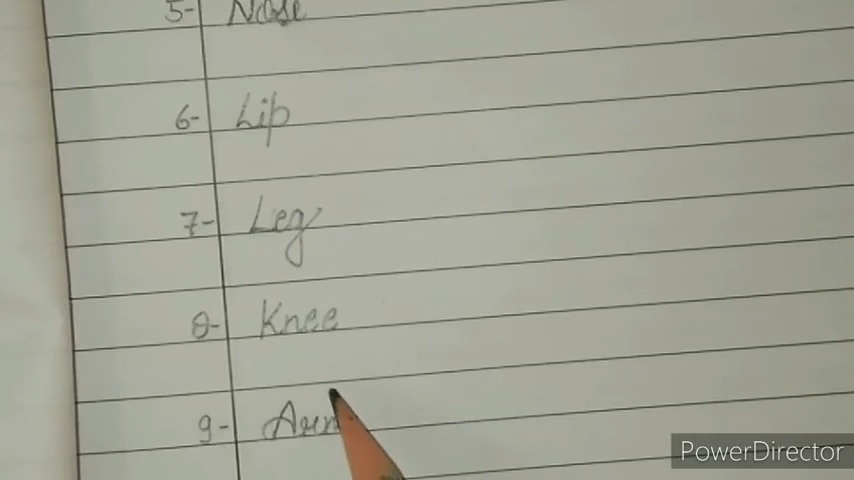 5- Nose
6- Lip
7- Leg
8- Knee
9-
PowerDirector